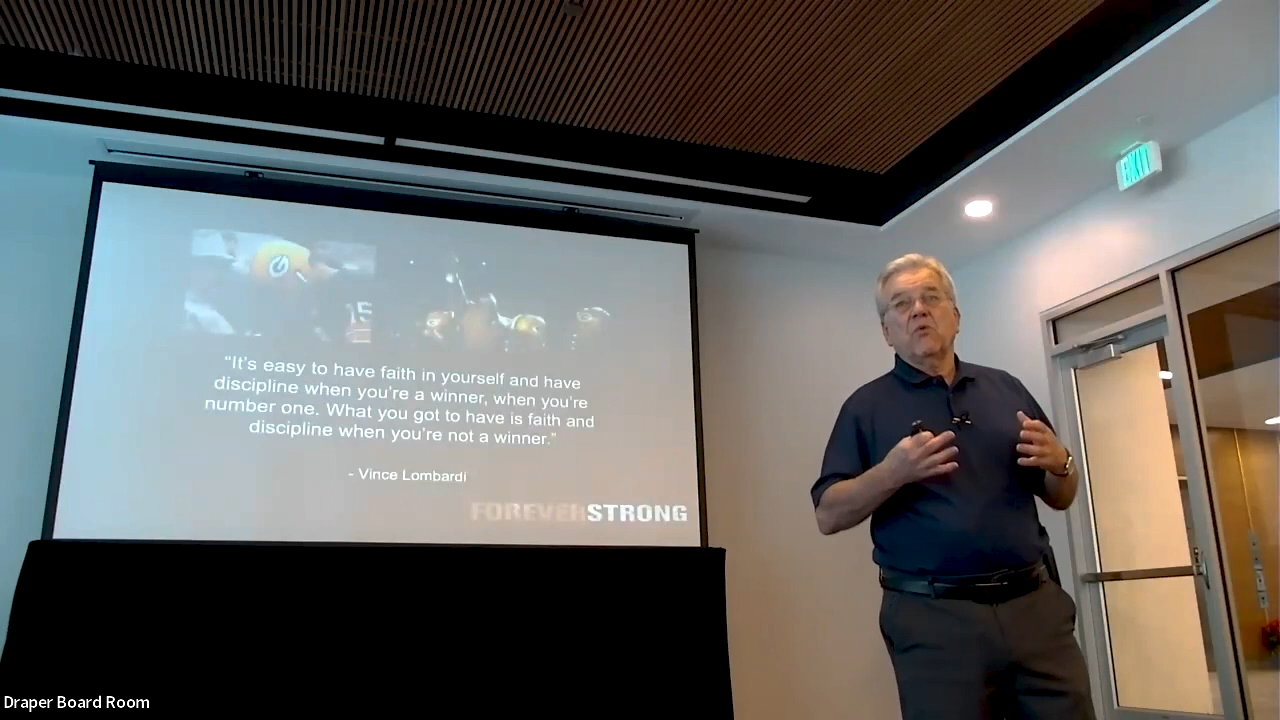 EXIT
15
“It’s easy to have faith in yourself and have
discipline when you’re a winner, when you’re
number one. What you got to have is faith and
discipline when you’re not a winner.”
- Vince Lombardi
FOREVERSTRONG
Draper Board Room